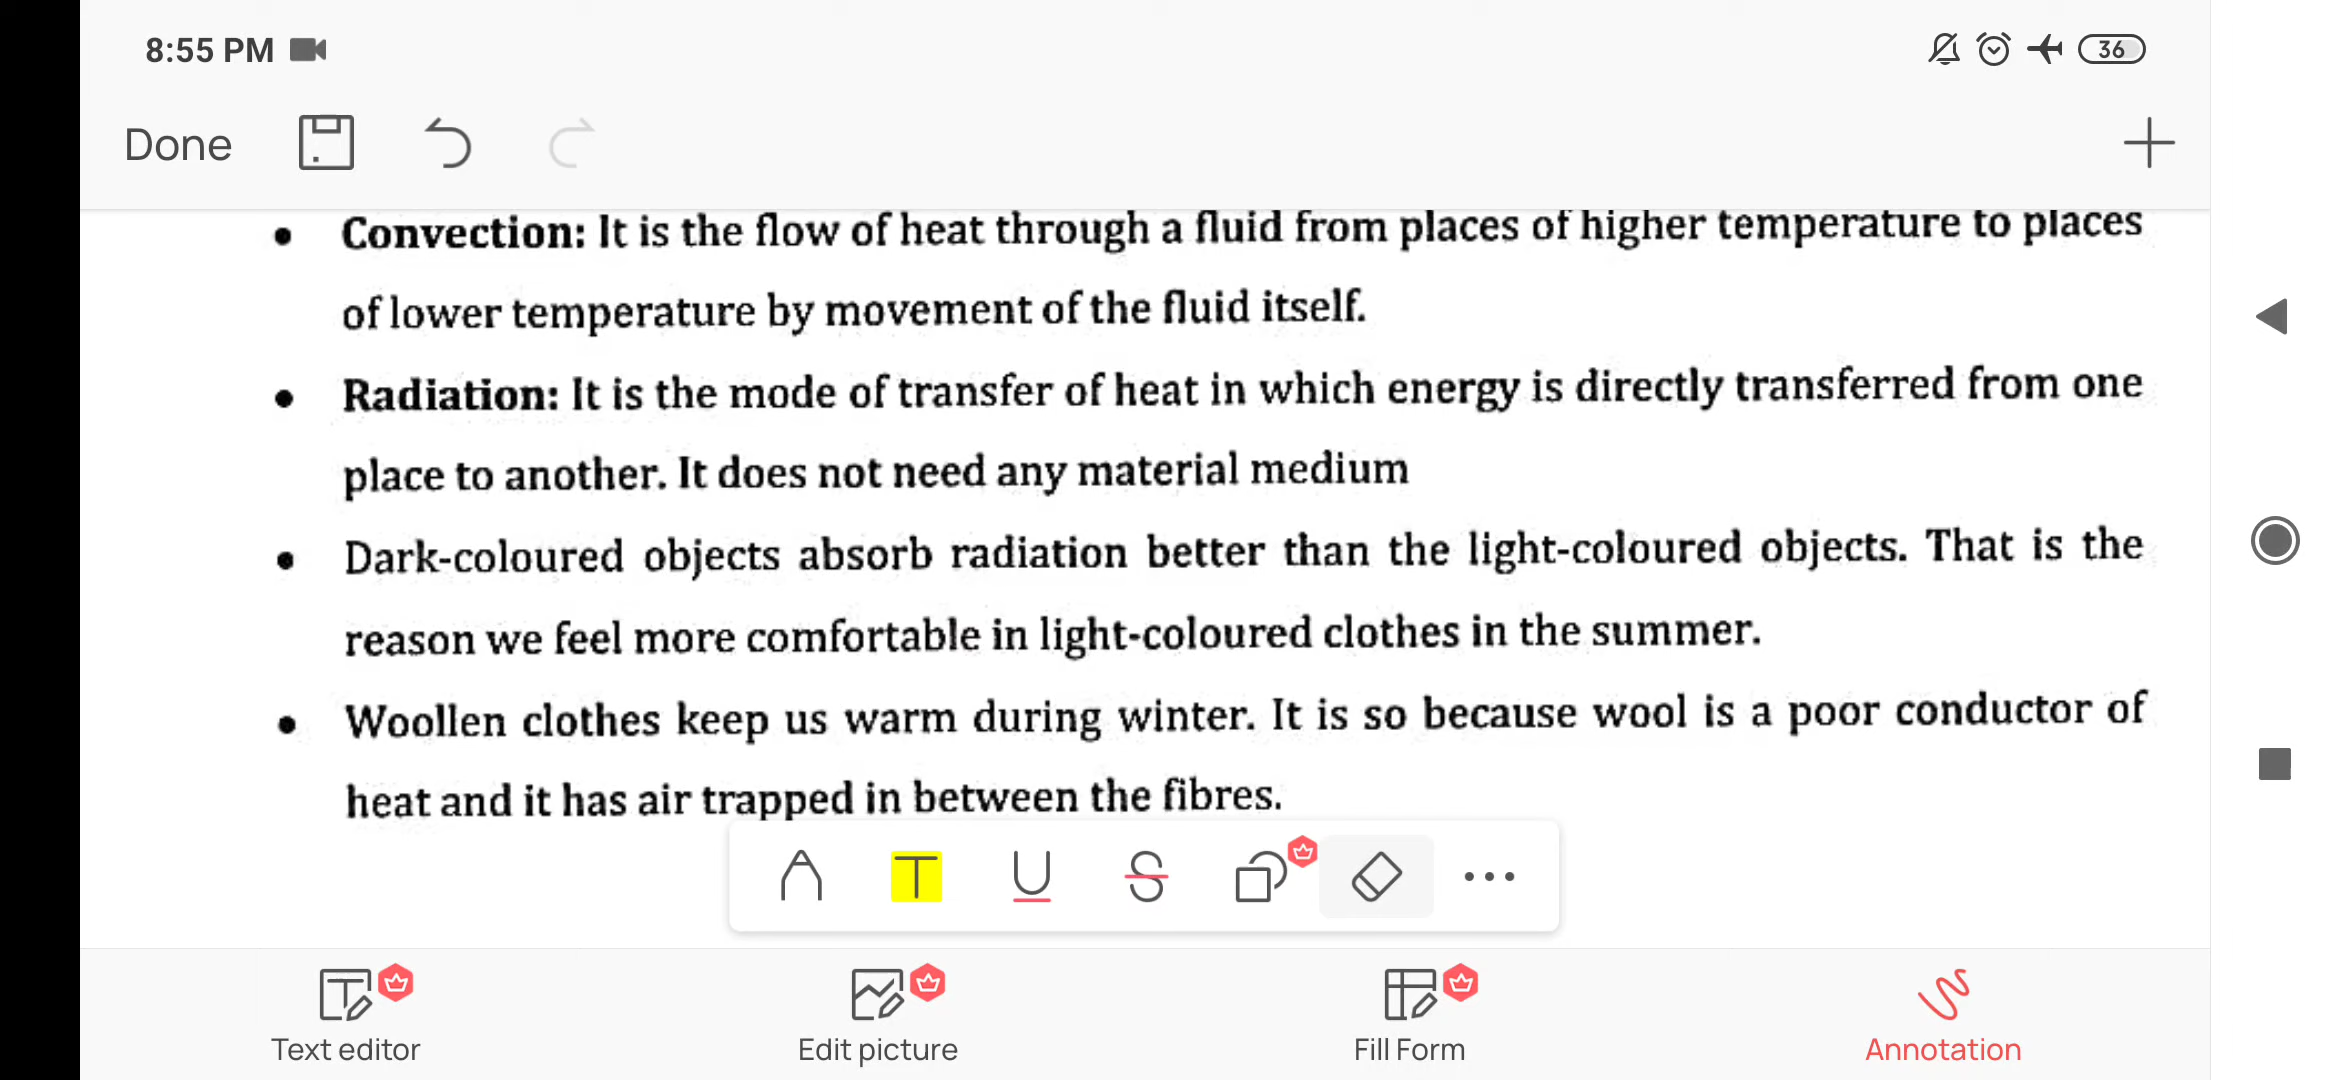 8:55 PM
36
Done
• Convection: It is the flow of heat through a fluid from places of higher temperature to places
of lower temperature by movement of the fluid itself.
• Radiation: It is the mode of transfer of heat in which energy is directly transferred from one
place to another. It does not need any material medium
• Dark-coloured objects absorb radiation better than the light-coloured objects. That is the
reason we feel more comfortable in light-coloured clothes in the summer.
• Woollen clothes keep us warm during winter. It is so because wool is a poor conductor of
heat and it has air trapped in between the fibres.
T U S
Text editor
Edit picture
Fill Form
Annotation